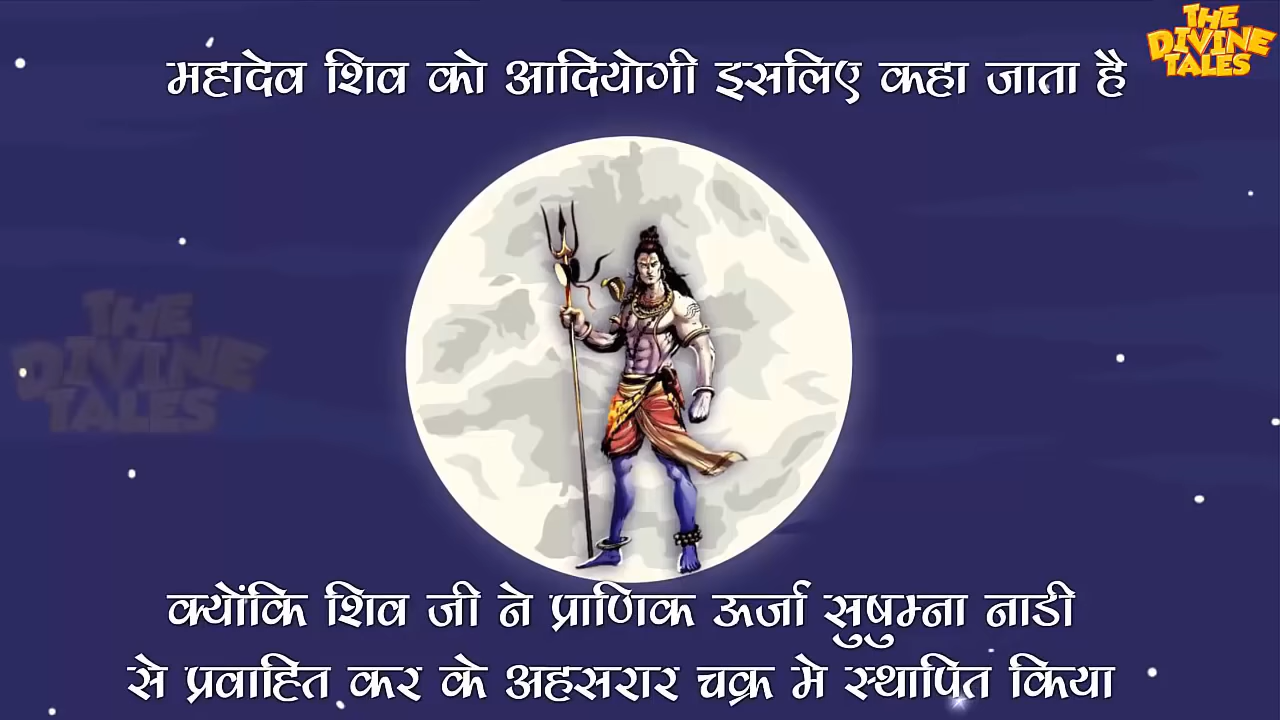 THE
DIVINE
TALES
महादेव शिव को आदियोगी इसलिए कहा जाता है
THE
DIVINE
TALES
क्योंकि शिव जी ने प्राणिक ऊर्जा सुषुम्ना नाडी
से प्रवाहित कर के अहसरार चक्र मे स्थापित किया